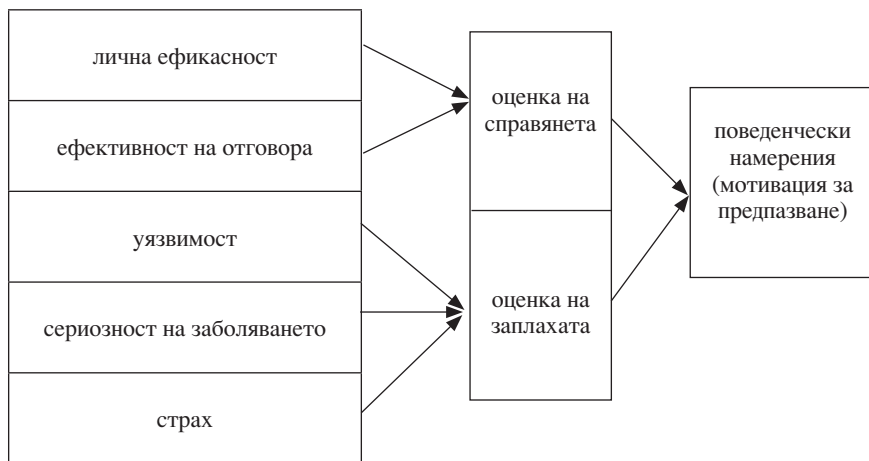 лична ефикасност
ефективност на отговора
уязвимост
сериозност на заболяването
страх
оценка на
справянета
оценка на
заплахата
поведенчески
намерения
(мотивация за
предпазване)